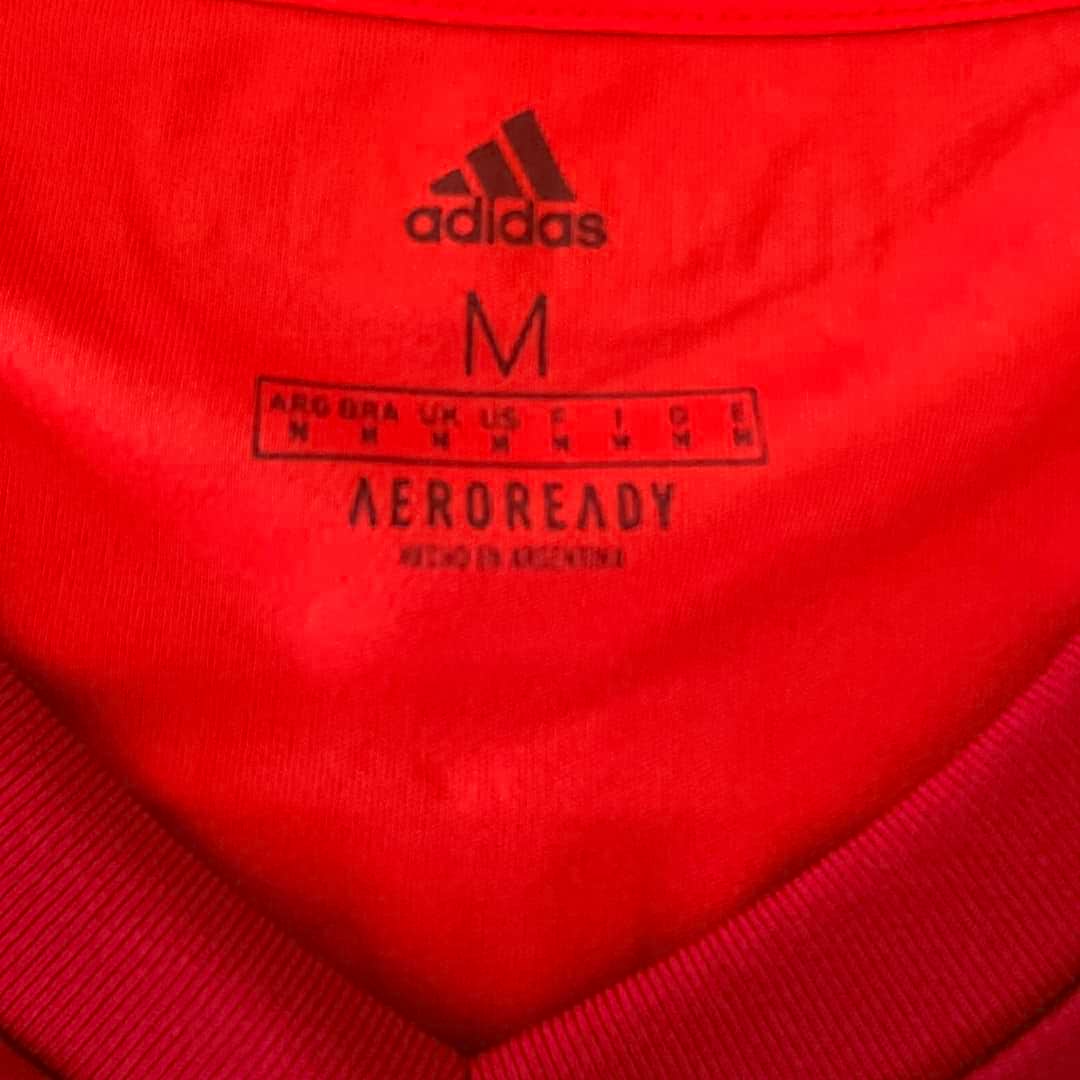 adidas
M
ARG BRA UK US F I D E
M M M M M M M M
AEROREADY
HECHO EN ARGENTINA